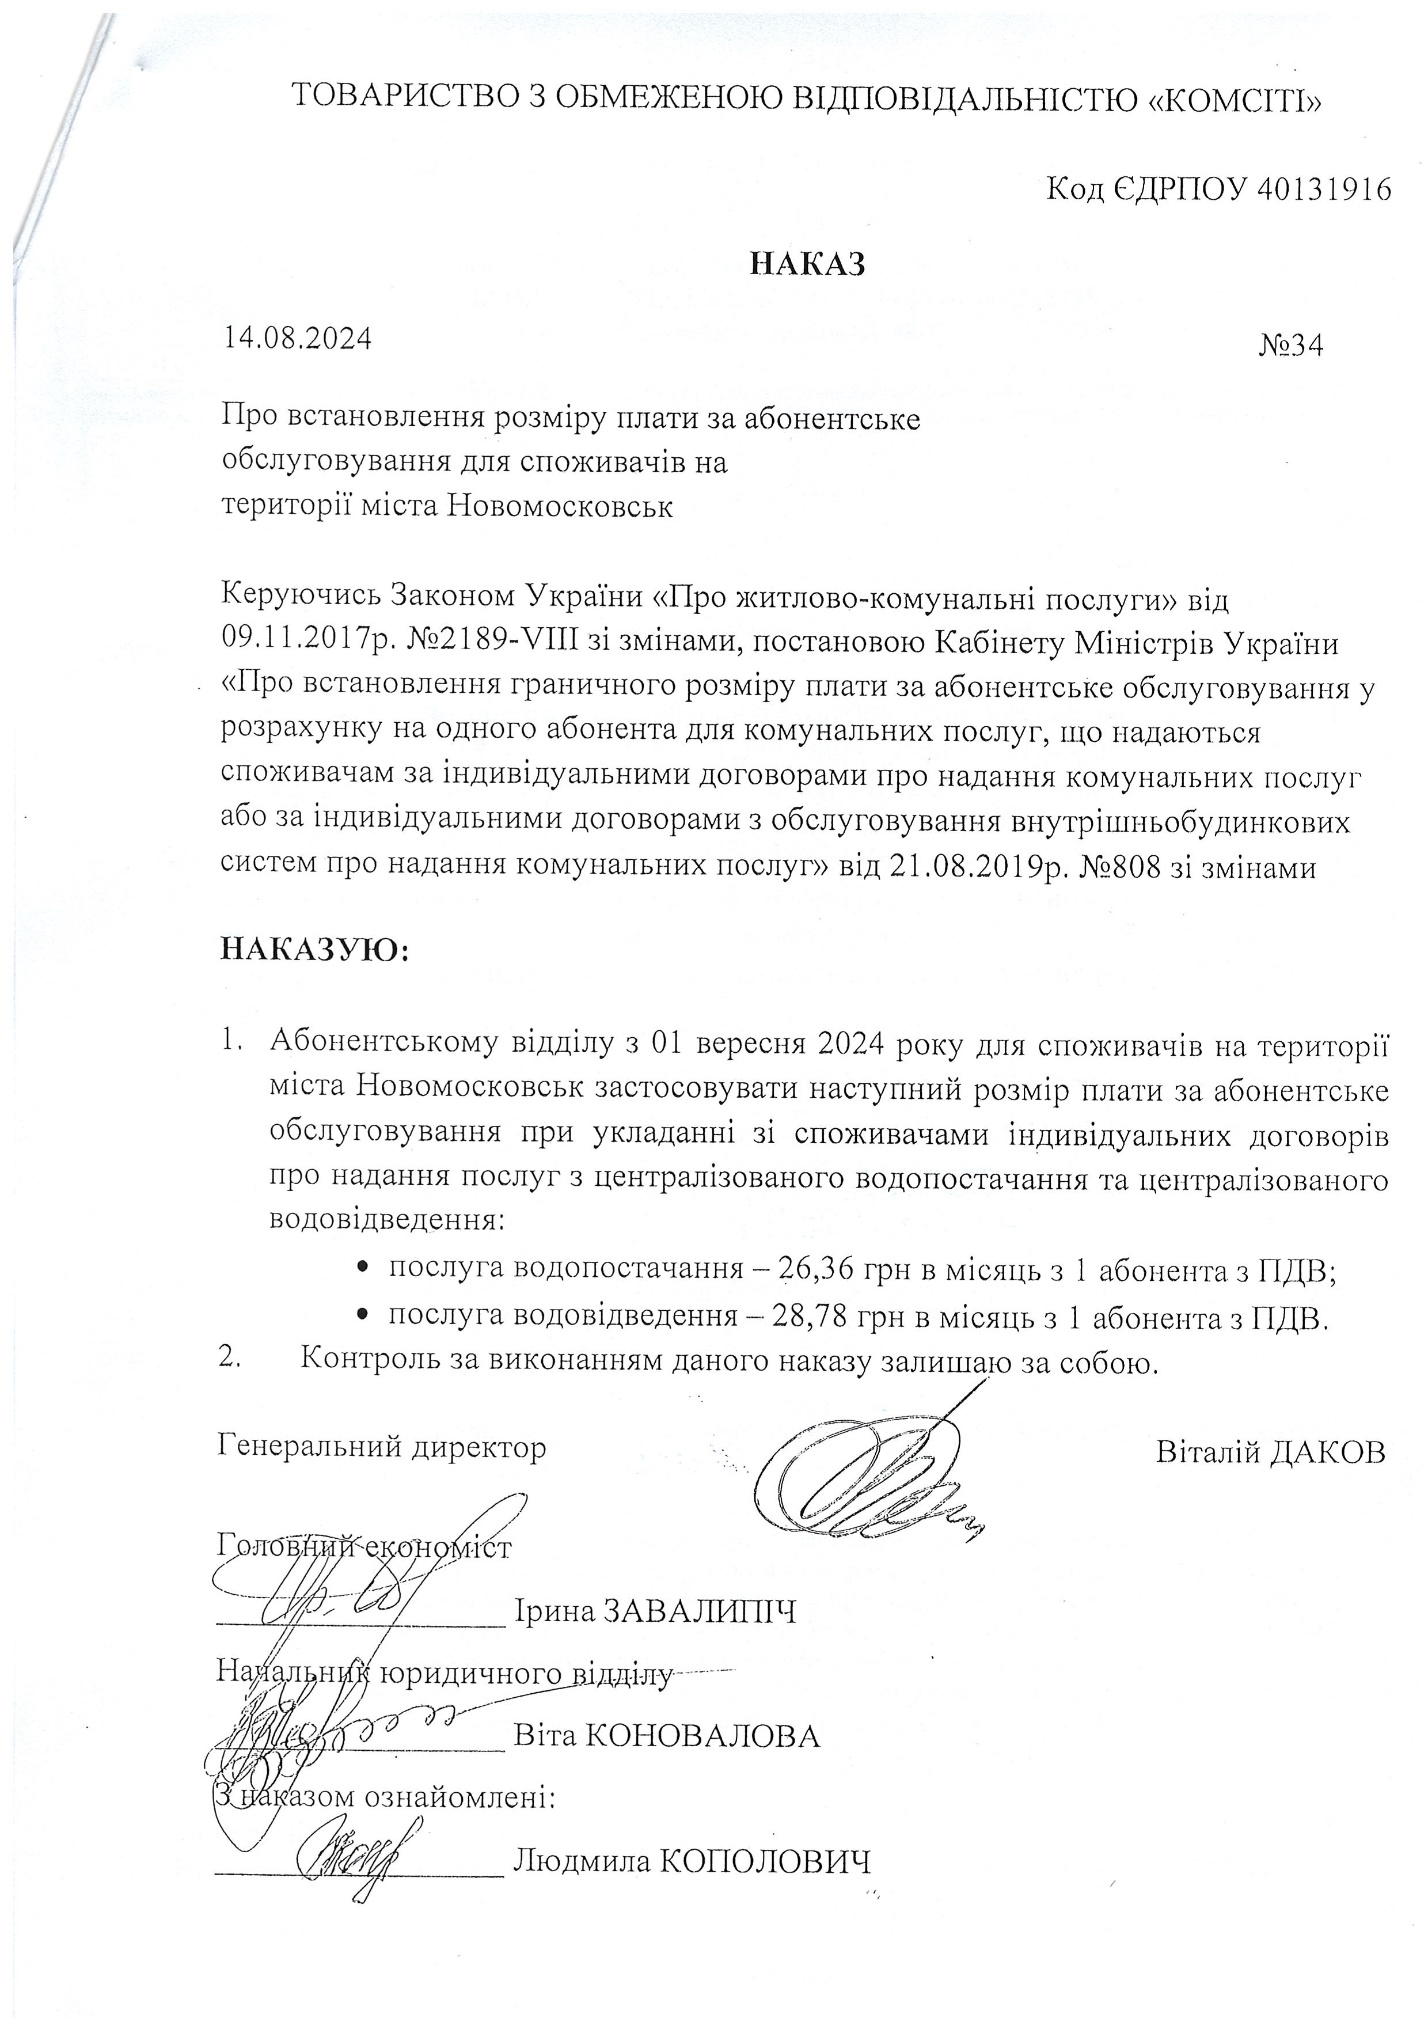 ТОВАРИСТВО З ОБМЕЖЕНОЮ ВІДПОВІДАЛЬНІСТЮ «КОМСІТІ»
Код ЄДРПОУ 40131916
НАКАЗ
14.08.2024 №34
Про встановлення розміру плати за абонентське
обслуговування для споживачів на
території міста Новомосковськ
Керуючись Законом України «Про житлово-комунальні послуги» від
09.11.2017р. №2189-VIII зі змінами, постановою Кабінету Міністрів України
«Про встановлення граничного розміру плати за абонентське обслуговування у
розрахунку на одного абонента для комунальних послуг, що надаються
споживачам за індивідуальними договорами про надання комунальних послуг
або за індивідуальними договорами з обслуговування внутрішньобудинкових
систем про надання комунальних послуг» від 21.08.2019р. №808 зі змінами
НАКАЗУЮ:
1. Абонентському відділу з 01 вересня 2024 року для споживачів на території
міста Новомосковськ застосовувати наступний розмір плати за абонентське
обслуговування при укладанні зі споживачами індивідуальних договорів
про надання послуг з централізованого водопостачання та централізованого
водовідведення:
• послуга водопостачання – 26,36 грн в місяць з 1 абонента з ПДВ;
• послуга водовідведення – 28,78 грн в місяць з 1 абонента з ПДВ.
2. Контроль за виконанням даного наказу залишаю за собою.
Генеральний директор Віталій ДАКОВ
Головний економіст
Ірина ЗАВАЛИПІЧ
Начальник юридичного відділу
Віта КОНОВАЛОВА
З наказом ознайомлені:
Людмила КОПОЛОВИЧ